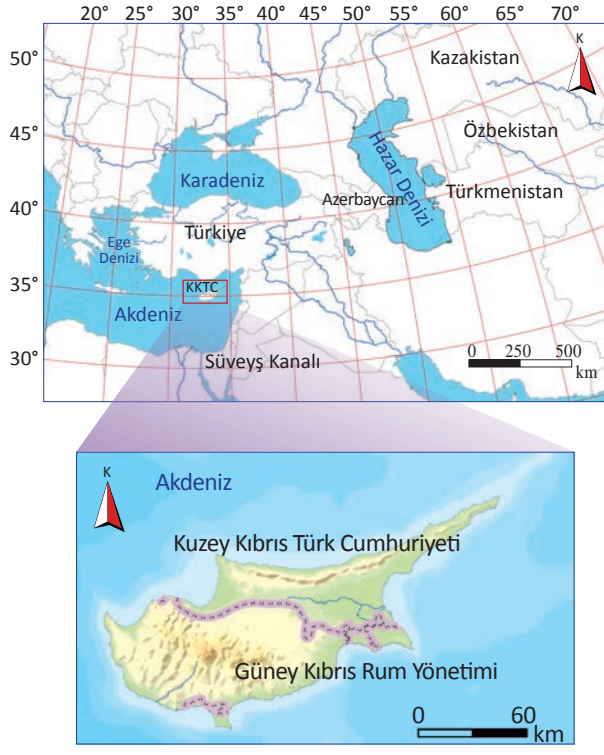 20° 25° 30° 35° 40° 45° 50° 55° 60° 65° 70°
50°
45°
40°
35°
30°
K
Kazakistan
Özbekistan
Hazar Denizi
Karadeniz
Azerbaycan
Türkmenistan
Türkiye
Ege
Denizi
KKTC
Akdeniz
Süveyş Kanalı
0 250 500
km
K
Akdeniz
Kuzey Kıbrıs Türk Cumhuriyeti
Güney Kıbrıs Rum Yönetimi
0 60
km